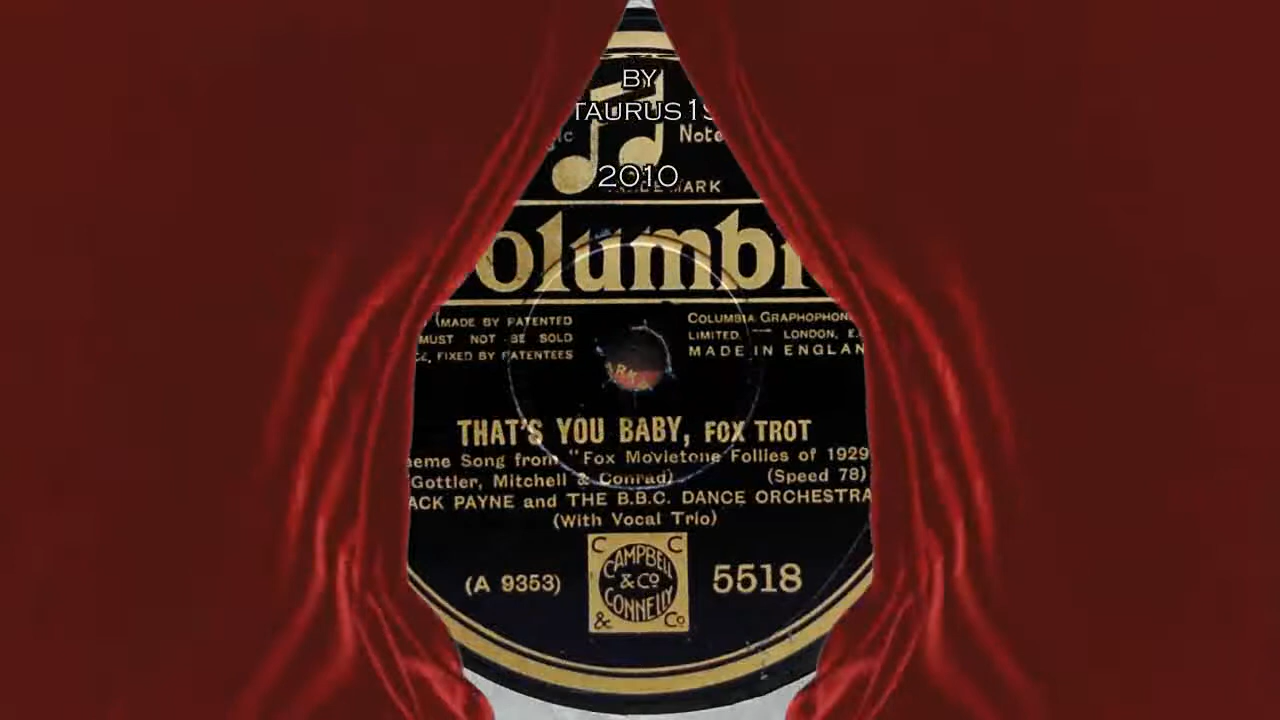 BY
TAURUS1
Note
2010
MARK
olumbi
(MADE BY PATENTED
COLUMBIA GRAPHOPHON
MUST NOT BE SOLD
LIMITED. LONDON, E.
, FIXED BY PATENTEES
MADE IN ENGLAN
THAT'S YOU BABY, FOX TROT
eme Song from "Fox Movietone Follies of 1929
Gottler, Mitchell & Conrad) (Speed 78)
ACK PAYNE and THE B.B.C. DANCE ORCHESTRA
(With Vocal Trio)
C C
CAMPBELL
& Co
CONNELLY
& Co
(A 9353)
5518